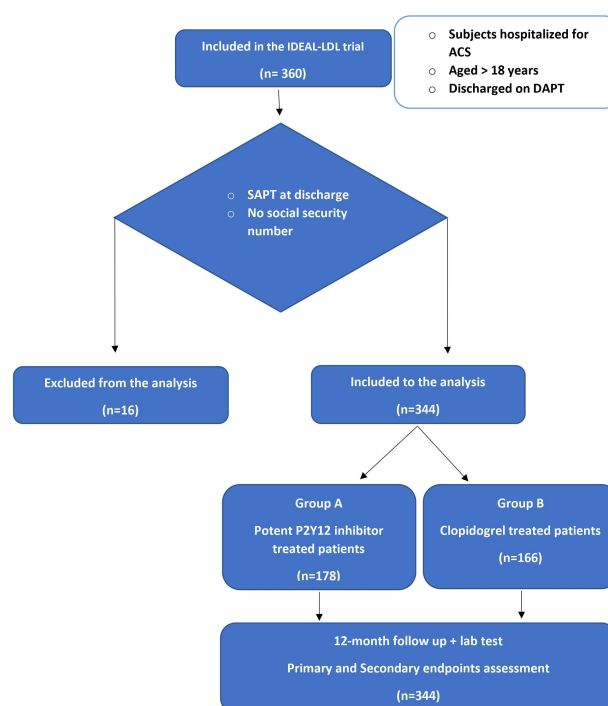 Included in the IDEAL-LDL trial
(n= 360)
○ Subjects hospitalized for
ACS
○ Aged > 18 years
○ Discharged on DAPT
○ SAPT at discharge
○ No social security
number
Excluded from the analysis
(n=16)
Included to the analysis
(n=344)
Group A
Potent P2Y12 inhibitor
treated patients
(n=178)
Group B
Clopidogrel treated patients
(n=166)
12-month follow up + lab test
Primary and Secondary endpoints assessment
(n=344)